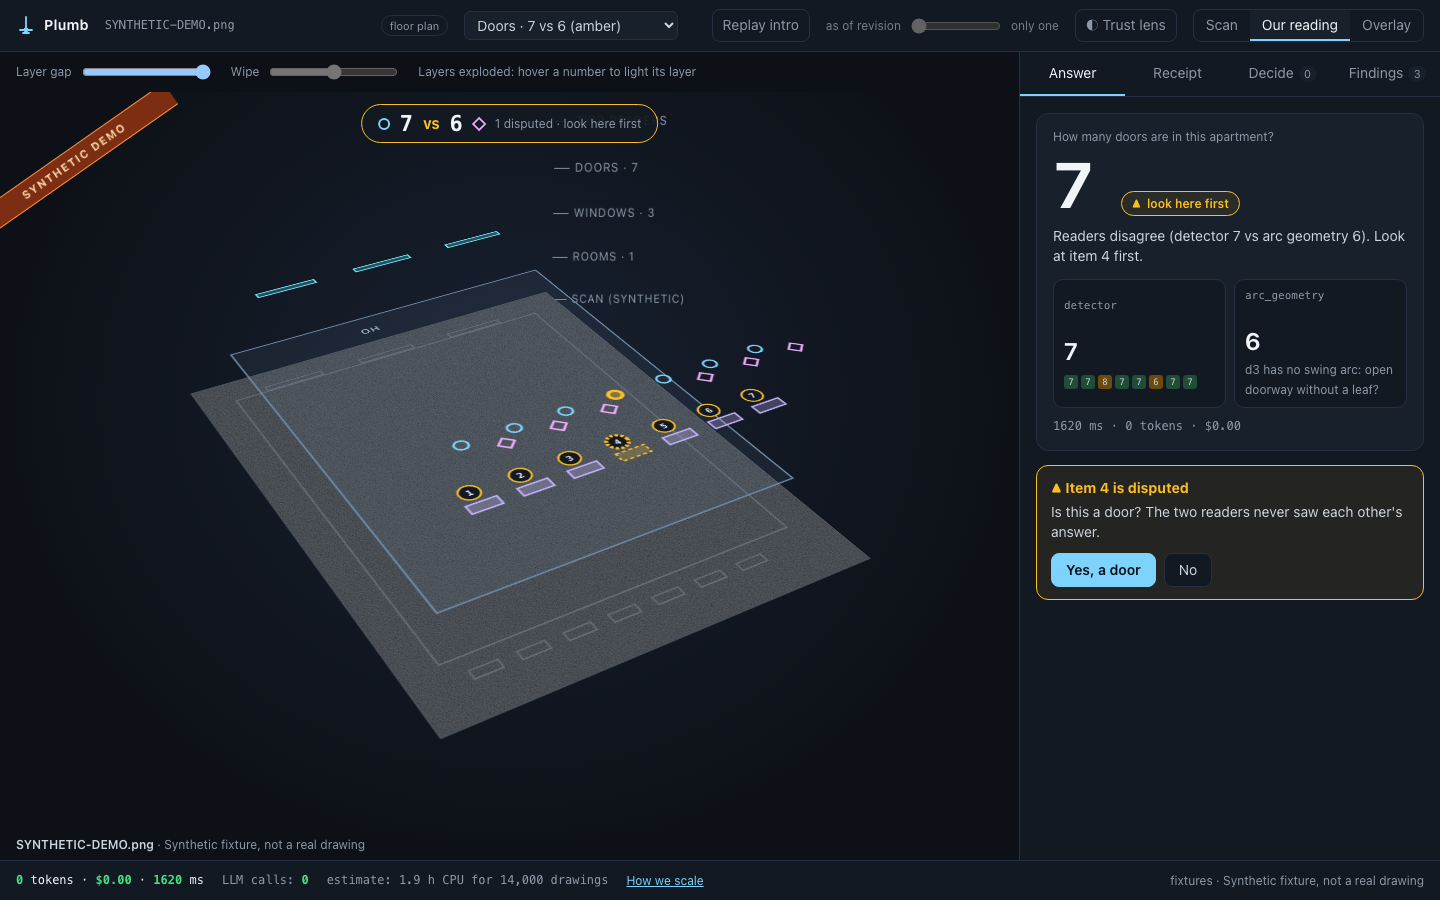 Plumb SYNTHETIC-DEMO.png floor plan Doors · 7 vs 6 (amber) Replay intro as of revision only one Trust lens Scan Our reading Overlay
Layer gap Wipe Layers exploded: hover a number to light its layer
Answer Receipt Decide 0 Findings 3
SYNTHETIC DEMO
7 vs 6 1 disputed · look here first
DOORS · 7
WINDOWS · 3
ROOMS · 1
SCAN (SYNTHETIC)
HO
1 2 3 4 5 6 7
How many doors are in this apartment?
7 look here first
Readers disagree (detector 7 vs arc geometry 6). Look
at item 4 first.
detector
7
7 7 8 7 7 6 7 7
arc_geometry
6
d3 has no swing arc: open
doorway without a leaf?
1620 ms · 0 tokens · $0.00
Item 4 is disputed
Is this a door? The two readers never saw each other's
answer.
Yes, a door No
SYNTHETIC-DEMO.png · Synthetic fixture, not a real drawing
0 tokens · $0.00 · 1620 ms LLM calls: 0 estimate: 1.9 h CPU for 14,000 drawings How we scale fixtures · Synthetic fixture, not a real drawing